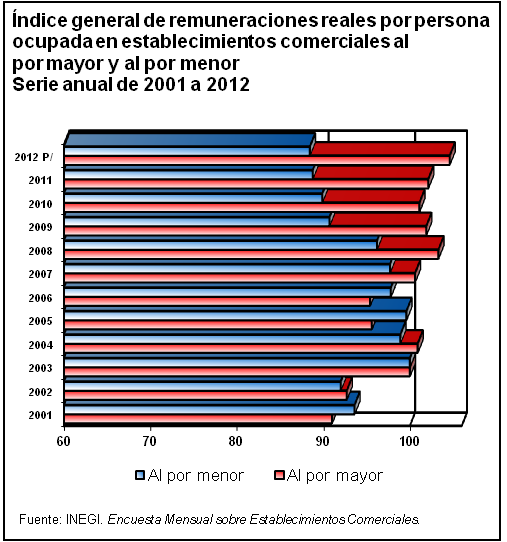 Índice general de remuneraciones reales por persona
ocupada en establecimientos comerciales al
por mayor y al por menor
Serie anual de 2001 a 2012
2012 P/
2011
2010
2009
2008
2007
2006
2005
2004
2003
2002
2001
60 70 80 90 100
Al por menor Al por mayor
Fuente: INEGI. Encuesta Mensual sobre Establecimientos Comerciales.